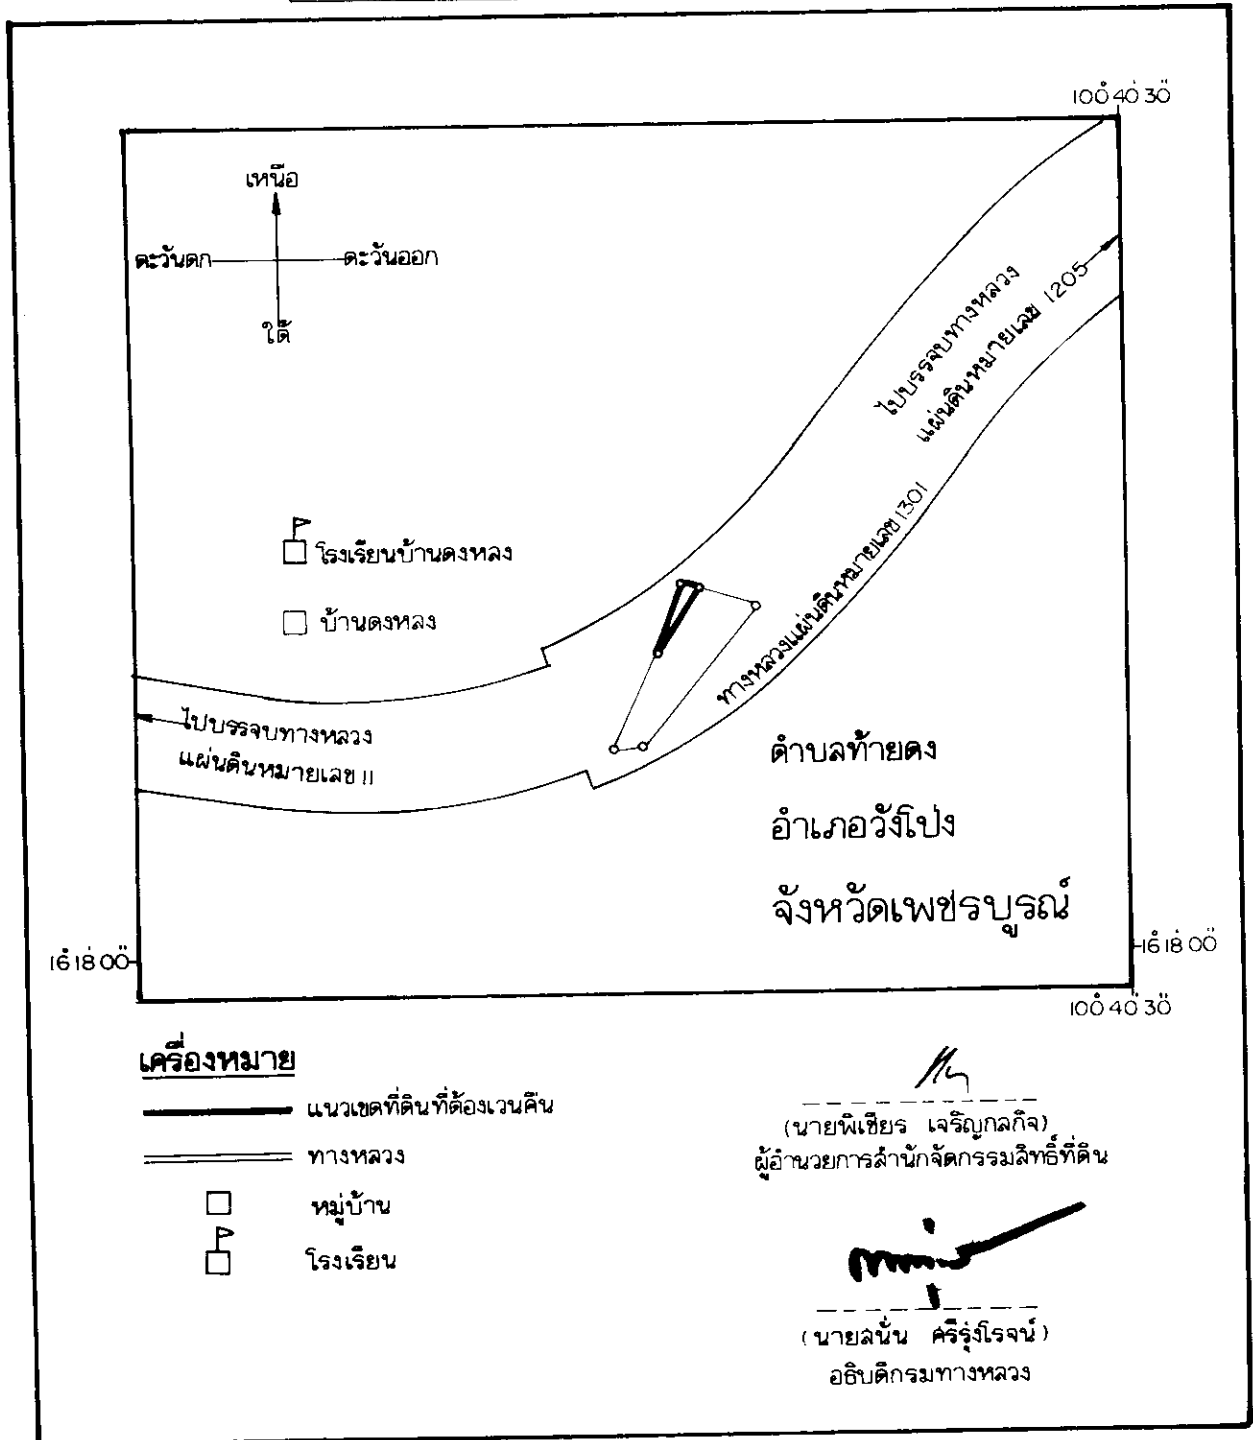 100° 40' 30"
เหนือ
ตะวันตก
ตะวันออก
ใต้
ไปบรรจบทางหลวง
แผ่นดินหมายเลข 1205
ทางหลวงแผ่นดินหมายเลข 1301
โรงเรียนบ้านดงหลง
บ้านดงหลง
ไปบรรจบทางหลวง
แผ่นดินหมายเลข 11
ตำบลท้ายดง
อำเภอวังโป่ง
จังหวัดเพชรบูรณ์
16° 18' 00"
16° 18' 00"
100° 40' 30"
เครื่องหมาย
แนวเขตที่ดินที่ต้องเวนคืน
ทางหลวง
หมู่บ้าน
โรงเรียน
(นายพิเชียร เจริญกลกิจ)
ผู้อำนวยการสำนักจัดกรรมสิทธิ์ที่ดิน
(นายสนั่น ศรีรุ่งโรจน์)
อธิบดีกรมทางหลวง